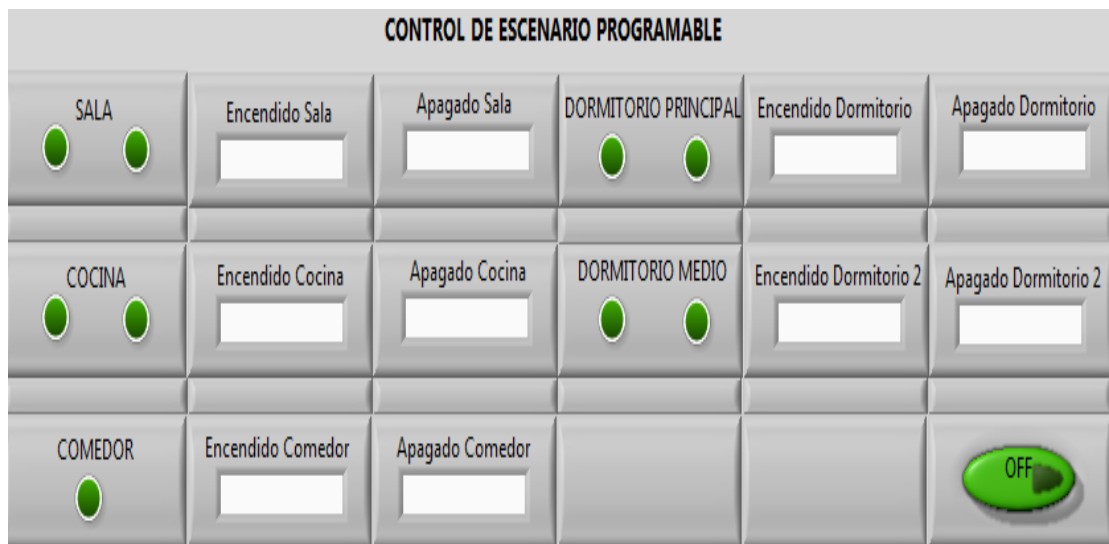 CONTROL DE ESCENARIO PROGRAMABLE
SALA
Encendido Sala
Apagado Sala
DORMITORIO PRINCIPAL
Encendido Dormitorio
Apagado Dormitorio
COCINA
Encendido Cocina
Apagado Cocina
DORMITORIO MEDIO
Encendido Dormitorio 2
Apagado Dormitorio 2
COMEDOR
Encendido Comedor
Apagado Comedor
OFF